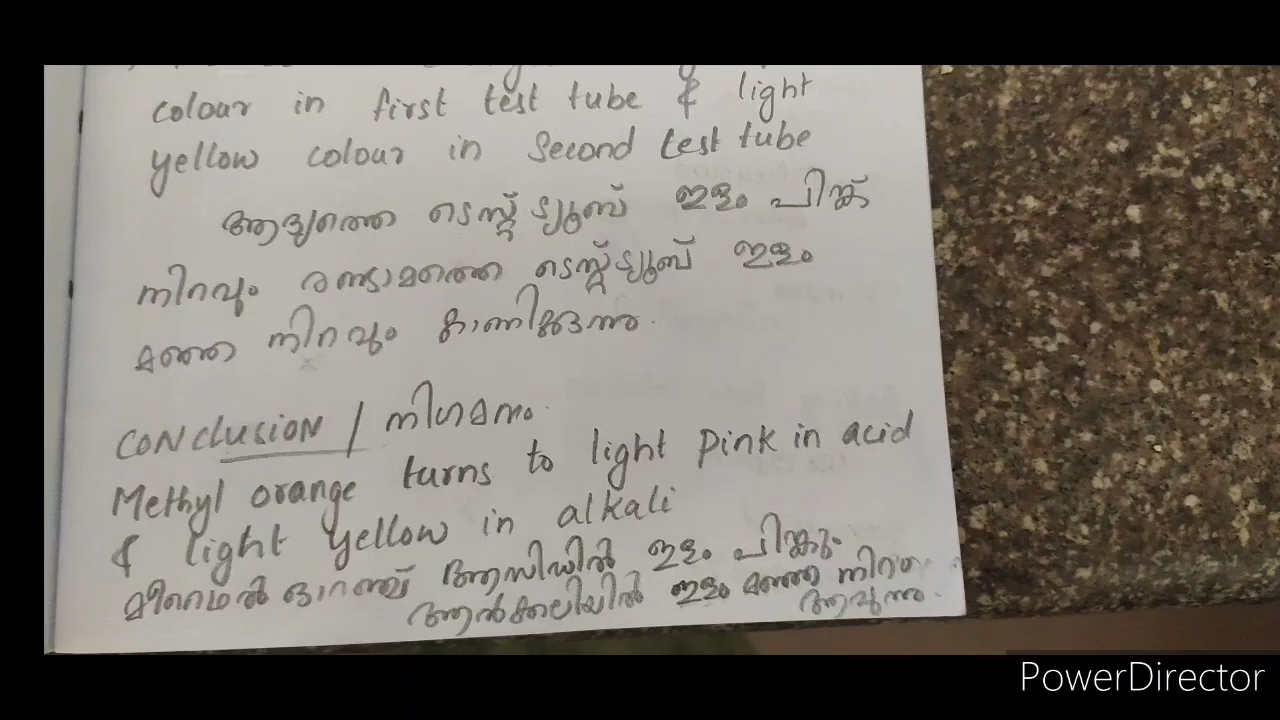 colour in first test tube & light
yellow colour in second test tube
ആദ്യത്തെ ടെസ്റ്റ് ട്യൂബ് ഇളം പിങ്ക്
നിറവും രണ്ടാമത്തെ ടെസ്റ്റ്ട്യൂബ് ഇളം
മഞ്ഞ നിറവും കാണിക്കുന്നു.
CONClUSION / നിഗമനം.
Methyl orange turns to light pink in acid
& light yellow in alkali
മീഥൈൽ ഓറഞ്ച് ആസിഡിൽ ഇളം പിങ്കും
ആൽക്കലിയിൽ ഇളം മഞ്ഞ
ആവുന്നു.
PowerDirector